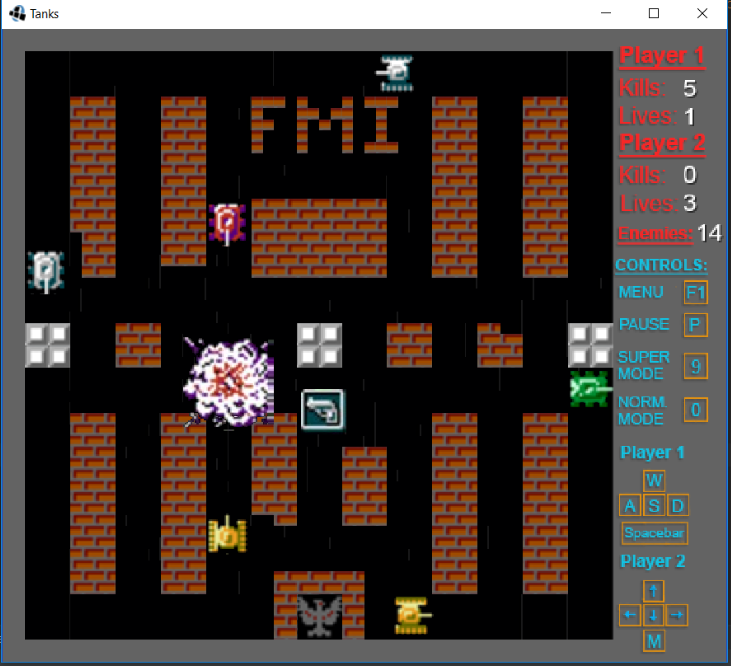 Tanks
FMI
Player 1
Kills: 5
Lives: 1
Player 2
Kills: 0
Lives: 3
Enemies: 14
CONTROLS:
MENU F1
PAUSE P
SUPER MODE 9
NORM. MODE 0
Player 1
W
A S D
Spacebar
Player 2
↑
← ↓ →
M